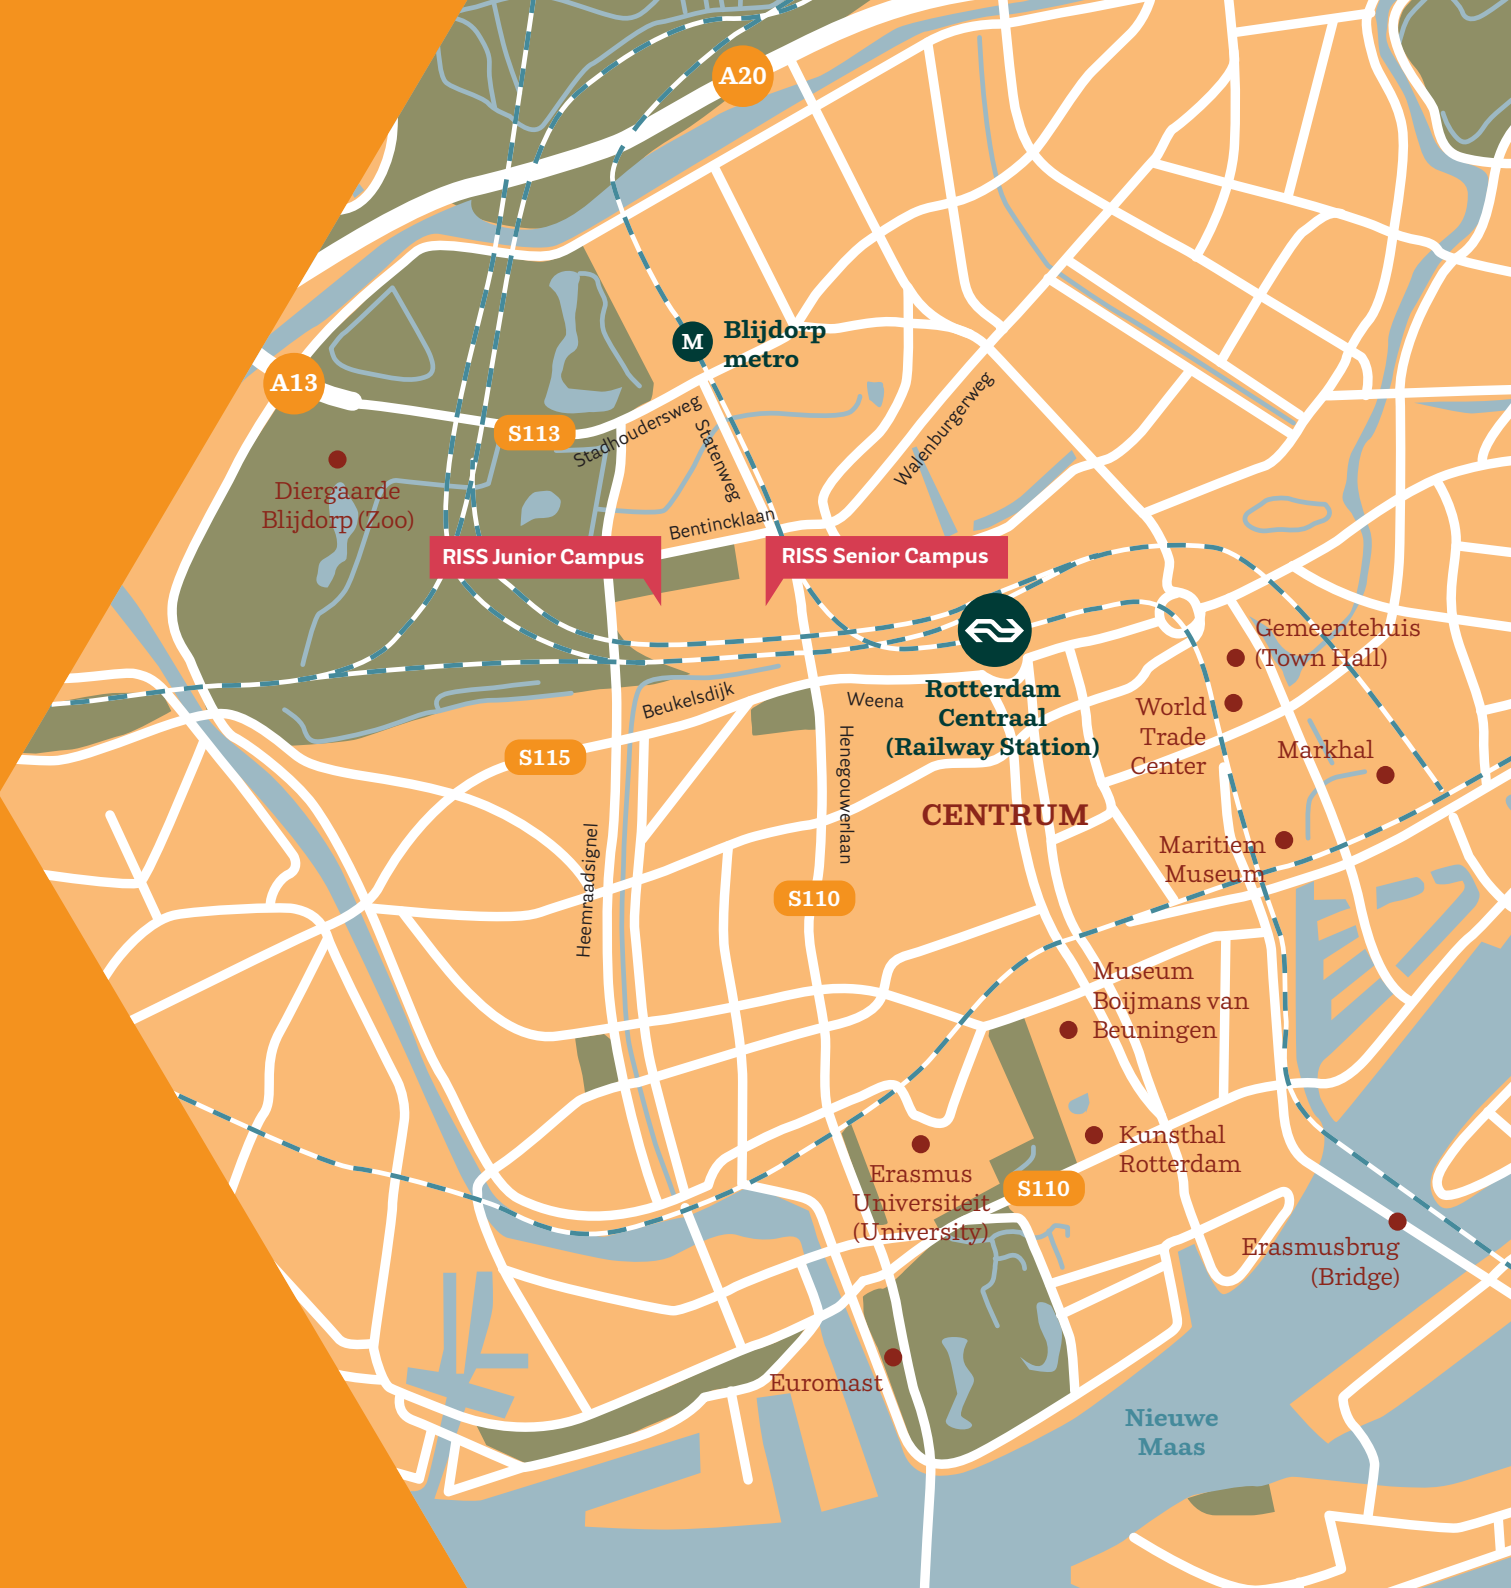 A20
M
Blijdorp
metro
A13
S113
Stadhoudersweg
Statenweg
Walenburgerweg
Diergaarde
Blijdorp (Zoo)
Bentincklaan
RISS Junior Campus
RISS Senior Campus
Gemeentehuis
(Town Hall)
Beukelsdijk
Weena
Rotterdam
Centraal
(Railway Station)
World
Trade
Center
Markhal
S115
Henegouwerlaan
CENTRUM
Heemraadsignel
Maritiem
Museum
S110
Museum
Boijmans van
Beuningen
Kunsthal
Rotterdam
Erasmus
Universiteit
(University)
S110
Erasmusbrug
(Bridge)
Euromast
Nieuwe
Maas